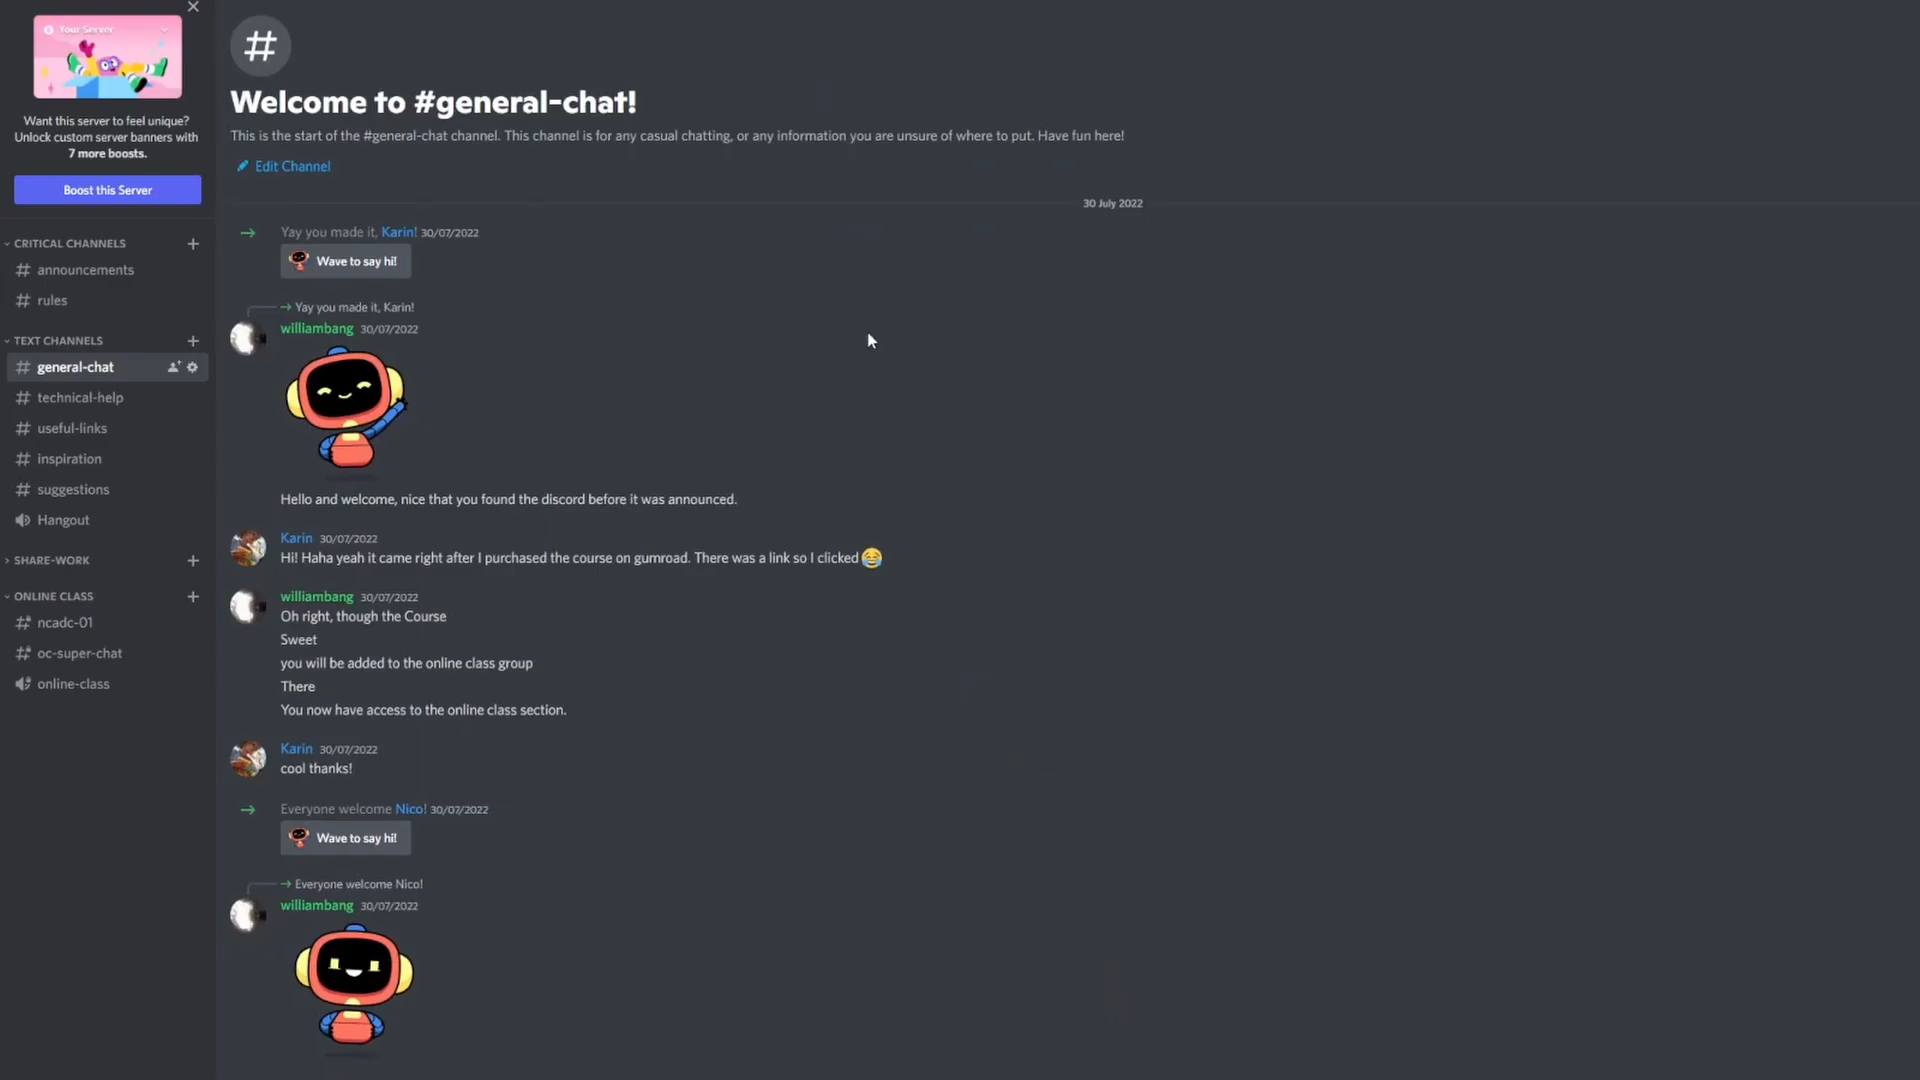 Your Server
Want this server to feel unique?
Unlock custom server banners with
7 more boosts.
Boost this Server
CRITICAL CHANNELS
announcements
rules
TEXT CHANNELS
general-chat
technical-help
useful-links
inspiration
suggestions
Hangout
SHARE-WORK
ONLINE CLASS
ncadc-01
oc-super-chat
online-class
#
Welcome to #general-chat!
This is the start of the #general-chat channel. This channel is for any casual chatting, or any information you are unsure of where to put. Have fun here!
Edit Channel
30 July 2022
Yay you made it, Karin! 30/07/2022
Wave to say hi!
Yay you made it, Karin!
williambang 30/07/2022
Hello and welcome, nice that you found the discord before it was announced.
Karin 30/07/2022
Hi! Haha yeah it came right after I purchased the course on gumroad. There was a link so I clicked 😂
williambang 30/07/2022
Oh right, though the Course
Sweet
you will be added to the online class group
There
You now have access to the online class section.
Karin 30/07/2022
cool thanks!
Everyone welcome Nico! 30/07/2022
Wave to say hi!
Everyone welcome Nico!
williambang 30/07/2022